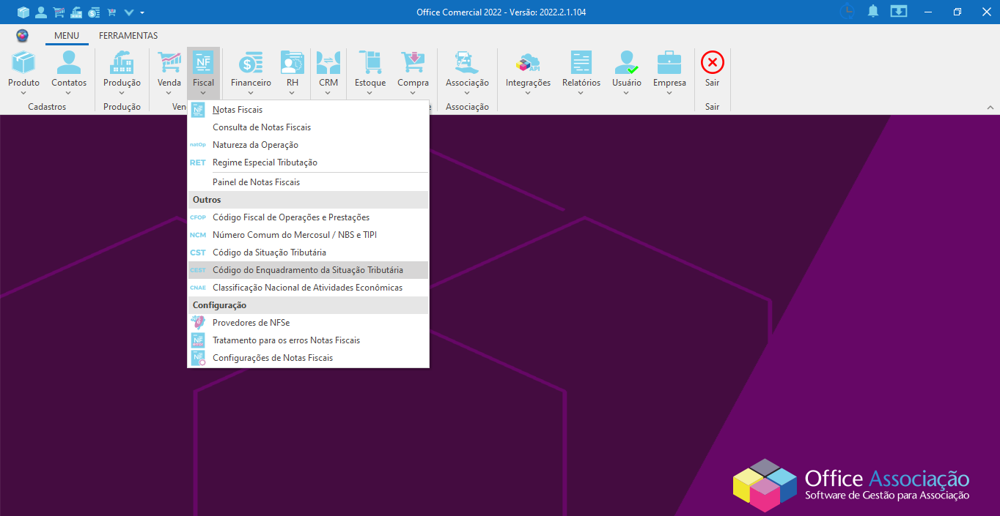 Office Comercial 2022 - Versão: 2022.2.1.104
MENU FERRAMENTAS
Produto Contatos Produção Venda NF Fiscal Financeiro RH CRM Estoque Compra Associação API Integrações Relatórios Usuário Empresa Sair
Cadastros Produção Ven e Associação Sair
NF Notas Fiscais
Consulta de Notas Fiscais
natOp Natureza da Operação
RET Regime Especial Tributação
Painel de Notas Fiscais
Outros
CFOP Código Fiscal de Operações e Prestações
NCM Número Comum do Mercosul / NBS e TIPI
CST Código da Situação Tributária
CEST Código do Enquadramento da Situação Tributária
CNAE Classificação Nacional de Atividades Econômicas
Configuração
Provedores de NFSe
NF Tratamento para os erros Notas Fiscais
NF Configurações de Notas Fiscais
Office Associação
Software de Gestão para Associação